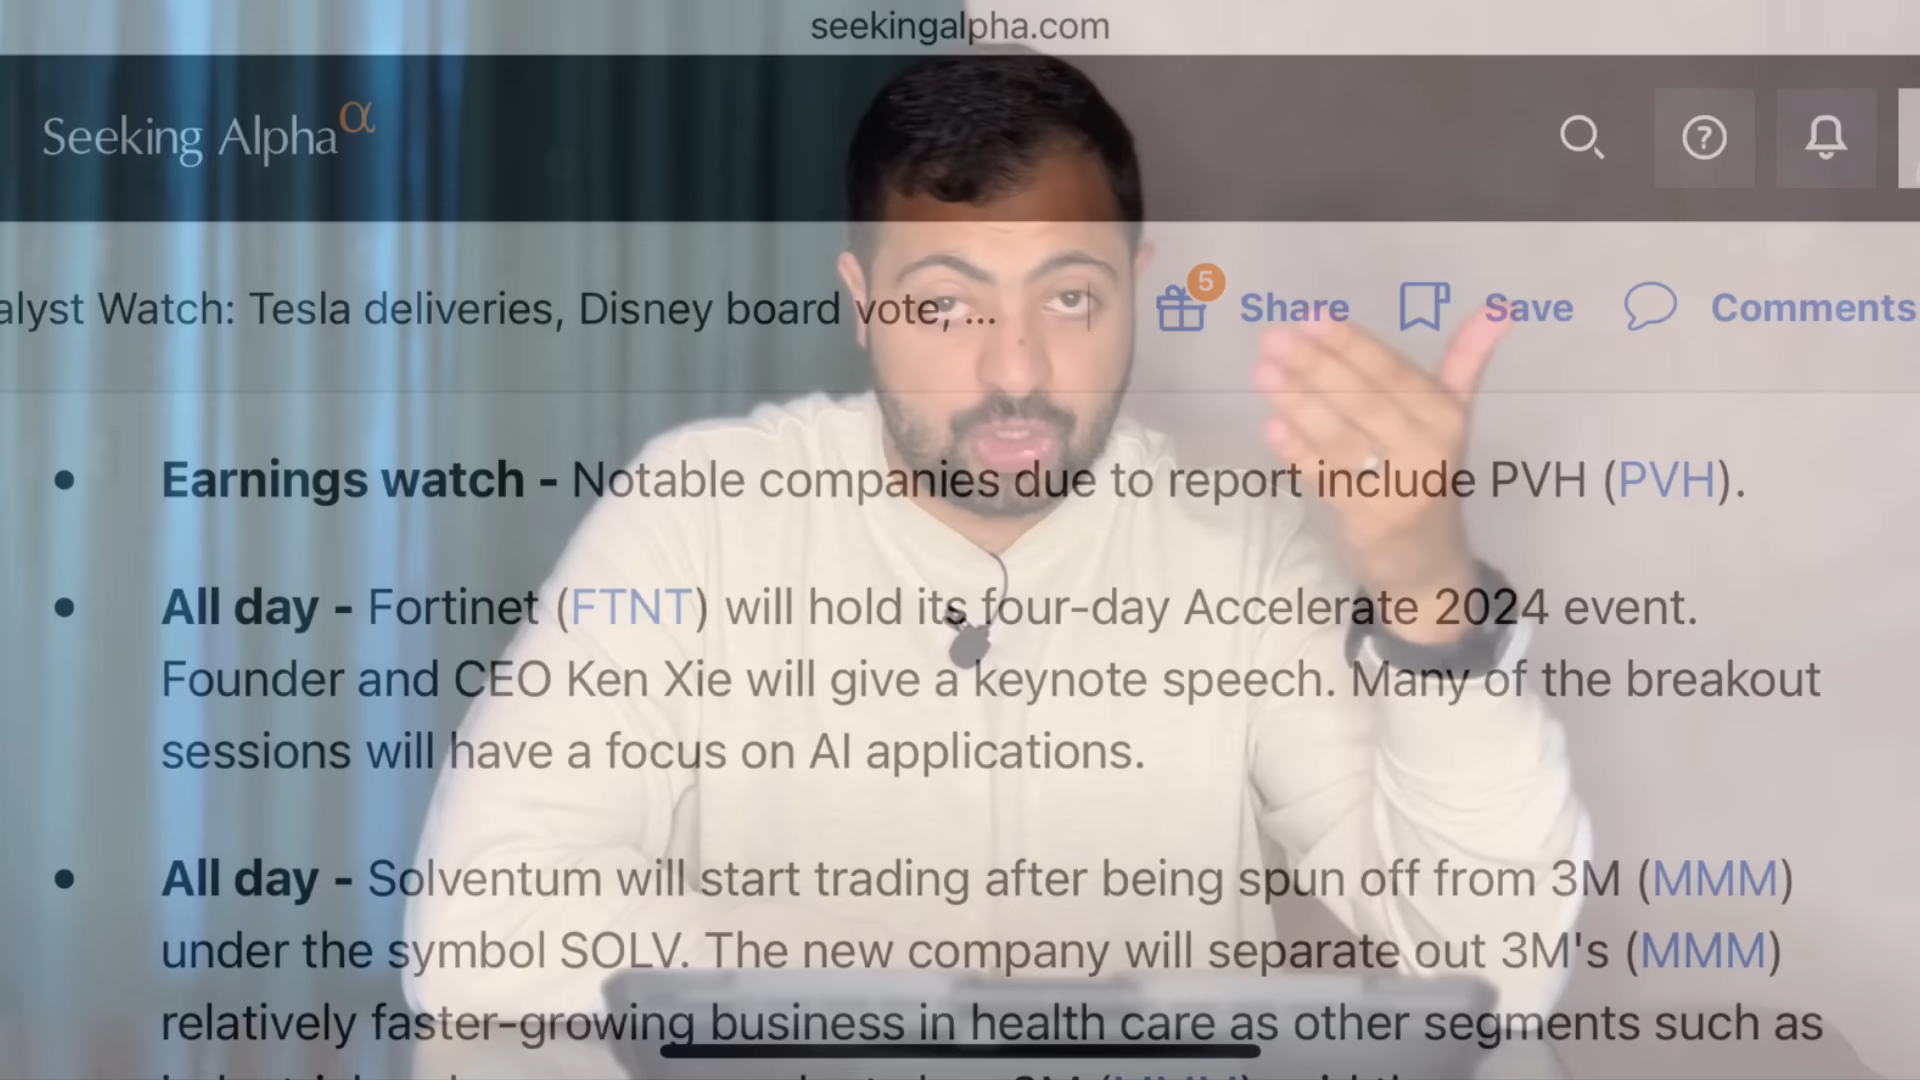 seekingalpha.com
Seeking Alpha α
alyst Watch: Tesla deliveries, Disney board vote, ...
5
Share
Save
Comments
• Earnings watch - Notable companies due to report include PVH (PVH).
• All day - Fortinet (FTNT) will hold its four-day Accelerate 2024 event.
Founder and CEO Ken Xie will give a keynote speech. Many of the breakout
sessions will have a focus on AI applications.
• All day - Solventum will start trading after being spun off from 3M (MMM)
under the symbol SOLV. The new company will separate out 3M's (MMM)
relatively faster-growing business in health care as other segments such as